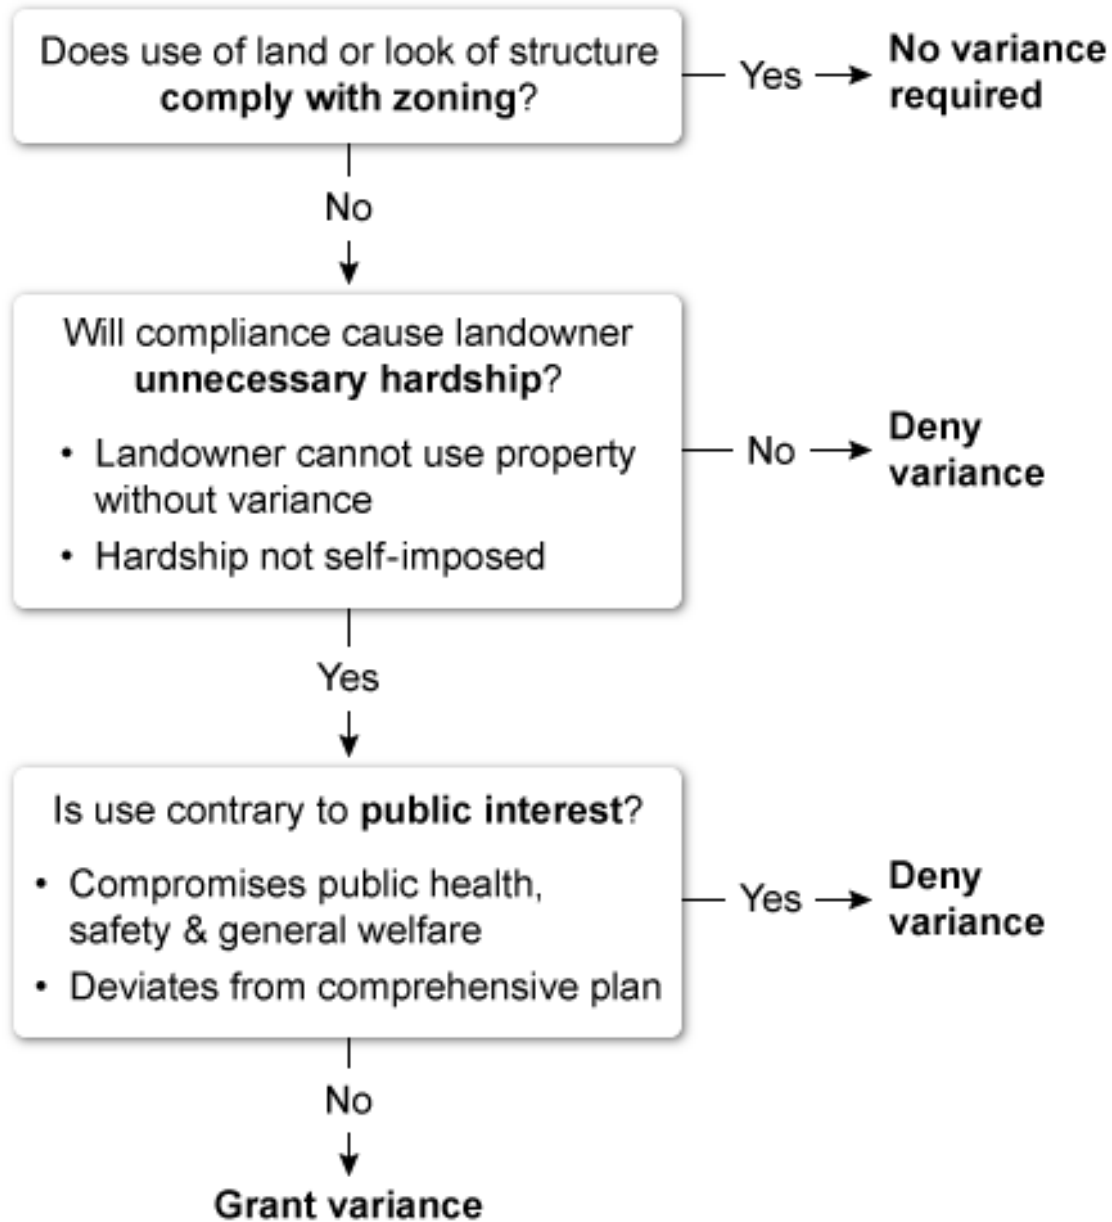 Does use of land or look of structure
comply with zoning?
Yes
No variance
required
No
Will compliance cause landowner
unnecessary hardship?
• Landowner cannot use property
without variance
• Hardship not self-imposed
No
Deny
variance
Yes
Is use contrary to public interest?
• Compromises public health,
safety & general welfare
• Deviates from comprehensive plan
Yes
Deny
variance
No
Grant variance